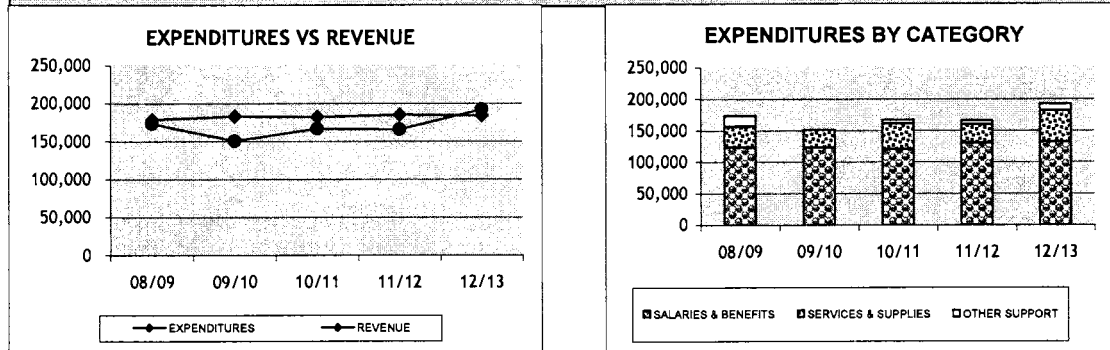 EXPENDITURES VS REVENUE
250,000
200,000
150,000
100,000
50,000
0
08/09 09/10 10/11 11/12 12/13
EXPENDITURES REVENUE
EXPENDITURES BY CATEGORY
250,000
200,000
150,000
100,000
50,000
0
08/09 09/10 10/11 11/12 12/13
SALARIES & BENEFITS SERVICES & SUPPLIES OTHER SUPPORT